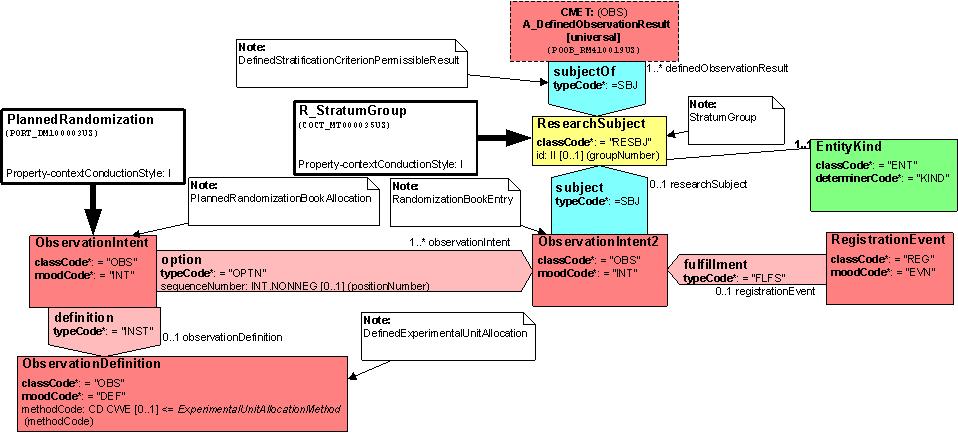 CMET: (OBS)
A_DefinedObservationResult
[universal]
(POOB_RM410019US)
Note:
DefinedStratificationCriterionPermissibleResult
subjectOf
typeCode*: =SBJ
1..* definedObservationResult
PlannedRandomization
(PORT_DM100003US)
Property-contextConductionStyle: I
R_StratumGroup
(COCT_MT000035US)
Property-contextConductionStyle: I
ResearchSubject
classCode*: = "RESBJ"
id: II [0..1] (groupNumber)
Note:
StratumGroup
1..1
EntityKind
classCode*: = "ENT"
determinerCode*: = "KIND"
Note:
PlannedRandomizationBookAllocation
Note:
RandomizationBookEntry
subject
typeCode*: =SBJ
0..1 researchSubject
ObservationIntent
classCode*: = "OBS"
moodCode*: = "INT"
1..* observationIntent
option
typeCode*: = "OPTN"
sequenceNumber: INT.NONNEG [0..1] (positionNumber)
ObservationIntent2
classCode*: = "OBS"
moodCode*: = "INT"
fulfillment
typeCode*: = "FLFS"
0..1 registrationEvent
RegistrationEvent
classCode*: = "REG"
moodCode*: = "EVN"
definition
typeCode*: = "INST"
0..1 observationDefinition
Note:
DefinedExperimentalUnitAllocation
ObservationDefinition
classCode*: = "OBS"
moodCode*: = "DEF"
methodCode: CD CWE [0..1] <= ExperimentalUnitAllocationMethod
(methodCode)